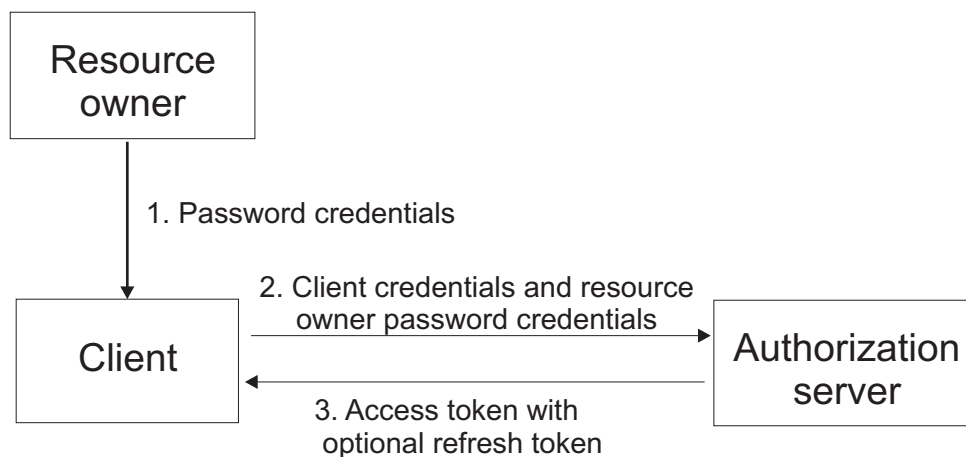 Resource
owner
1. Password credentials
2. Client credentials and resource
owner password credentials
Client
Authorization
server
3. Access token with
optional refresh token